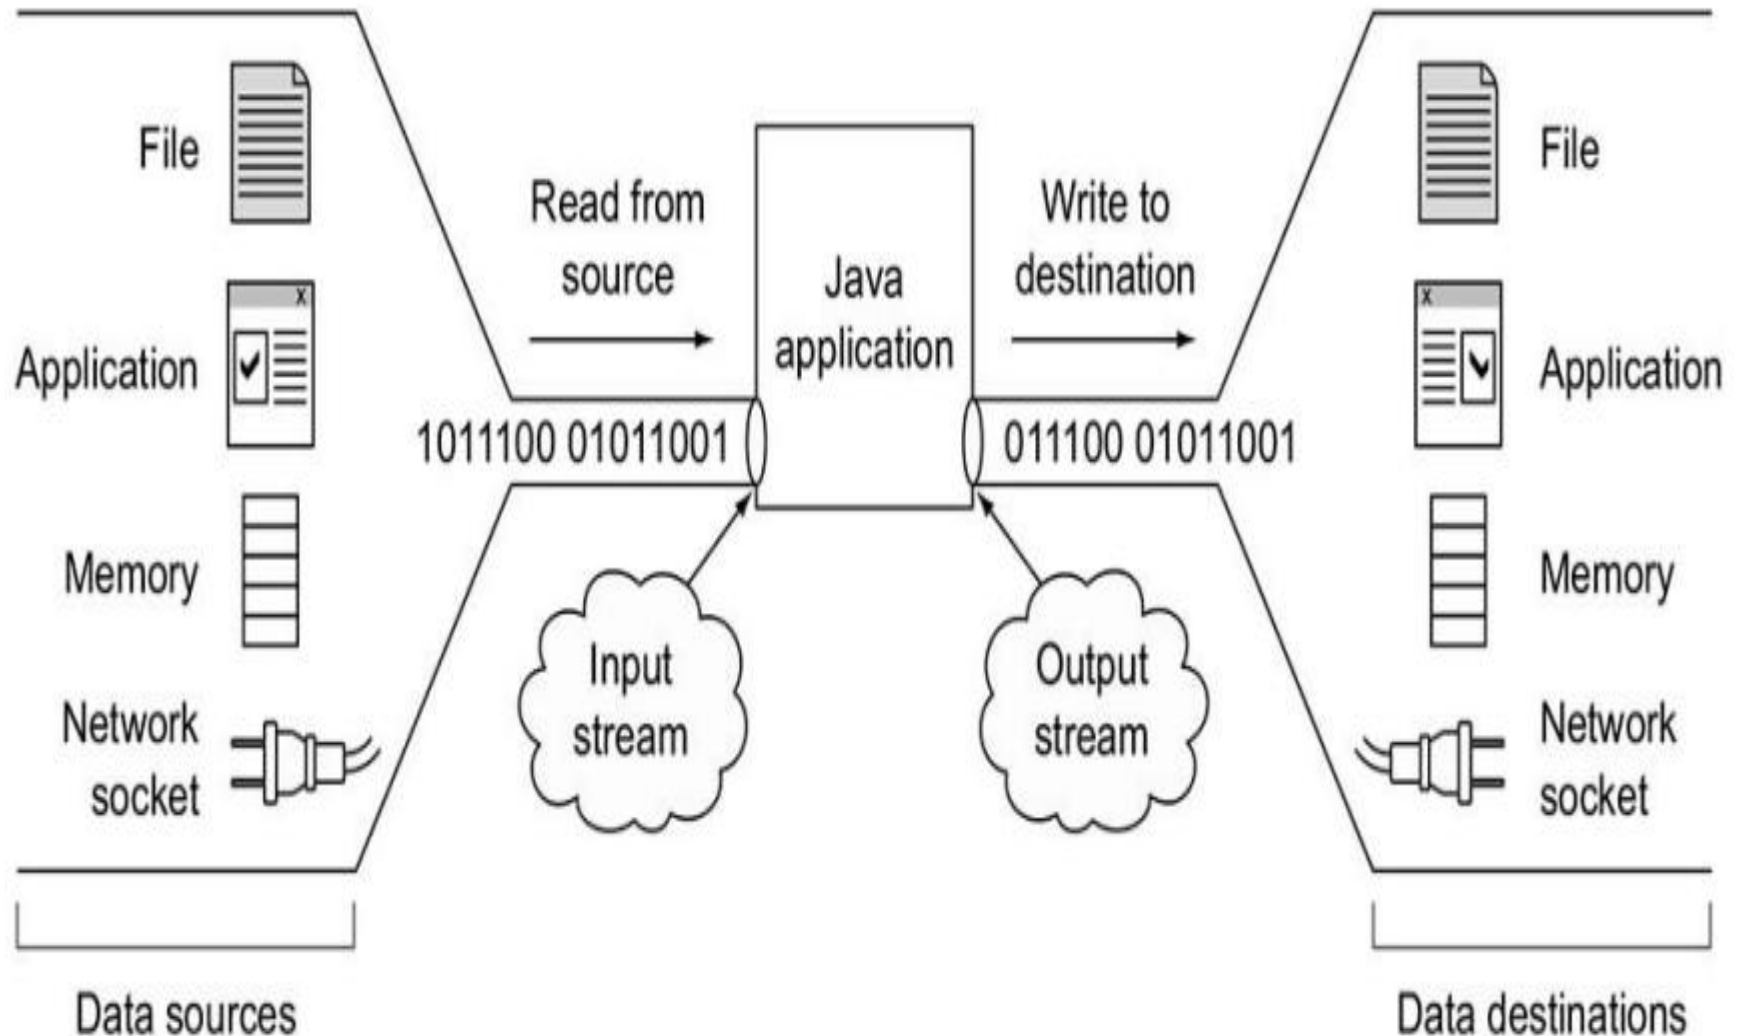 File
Application
Memory
Network
socket
Data sources
Read from
source
1011100 01011001
Input
stream
Java
application
Write to
destination
011100 01011001
Output
stream
File
Application
Memory
Network
socket
Data destinations
X
X